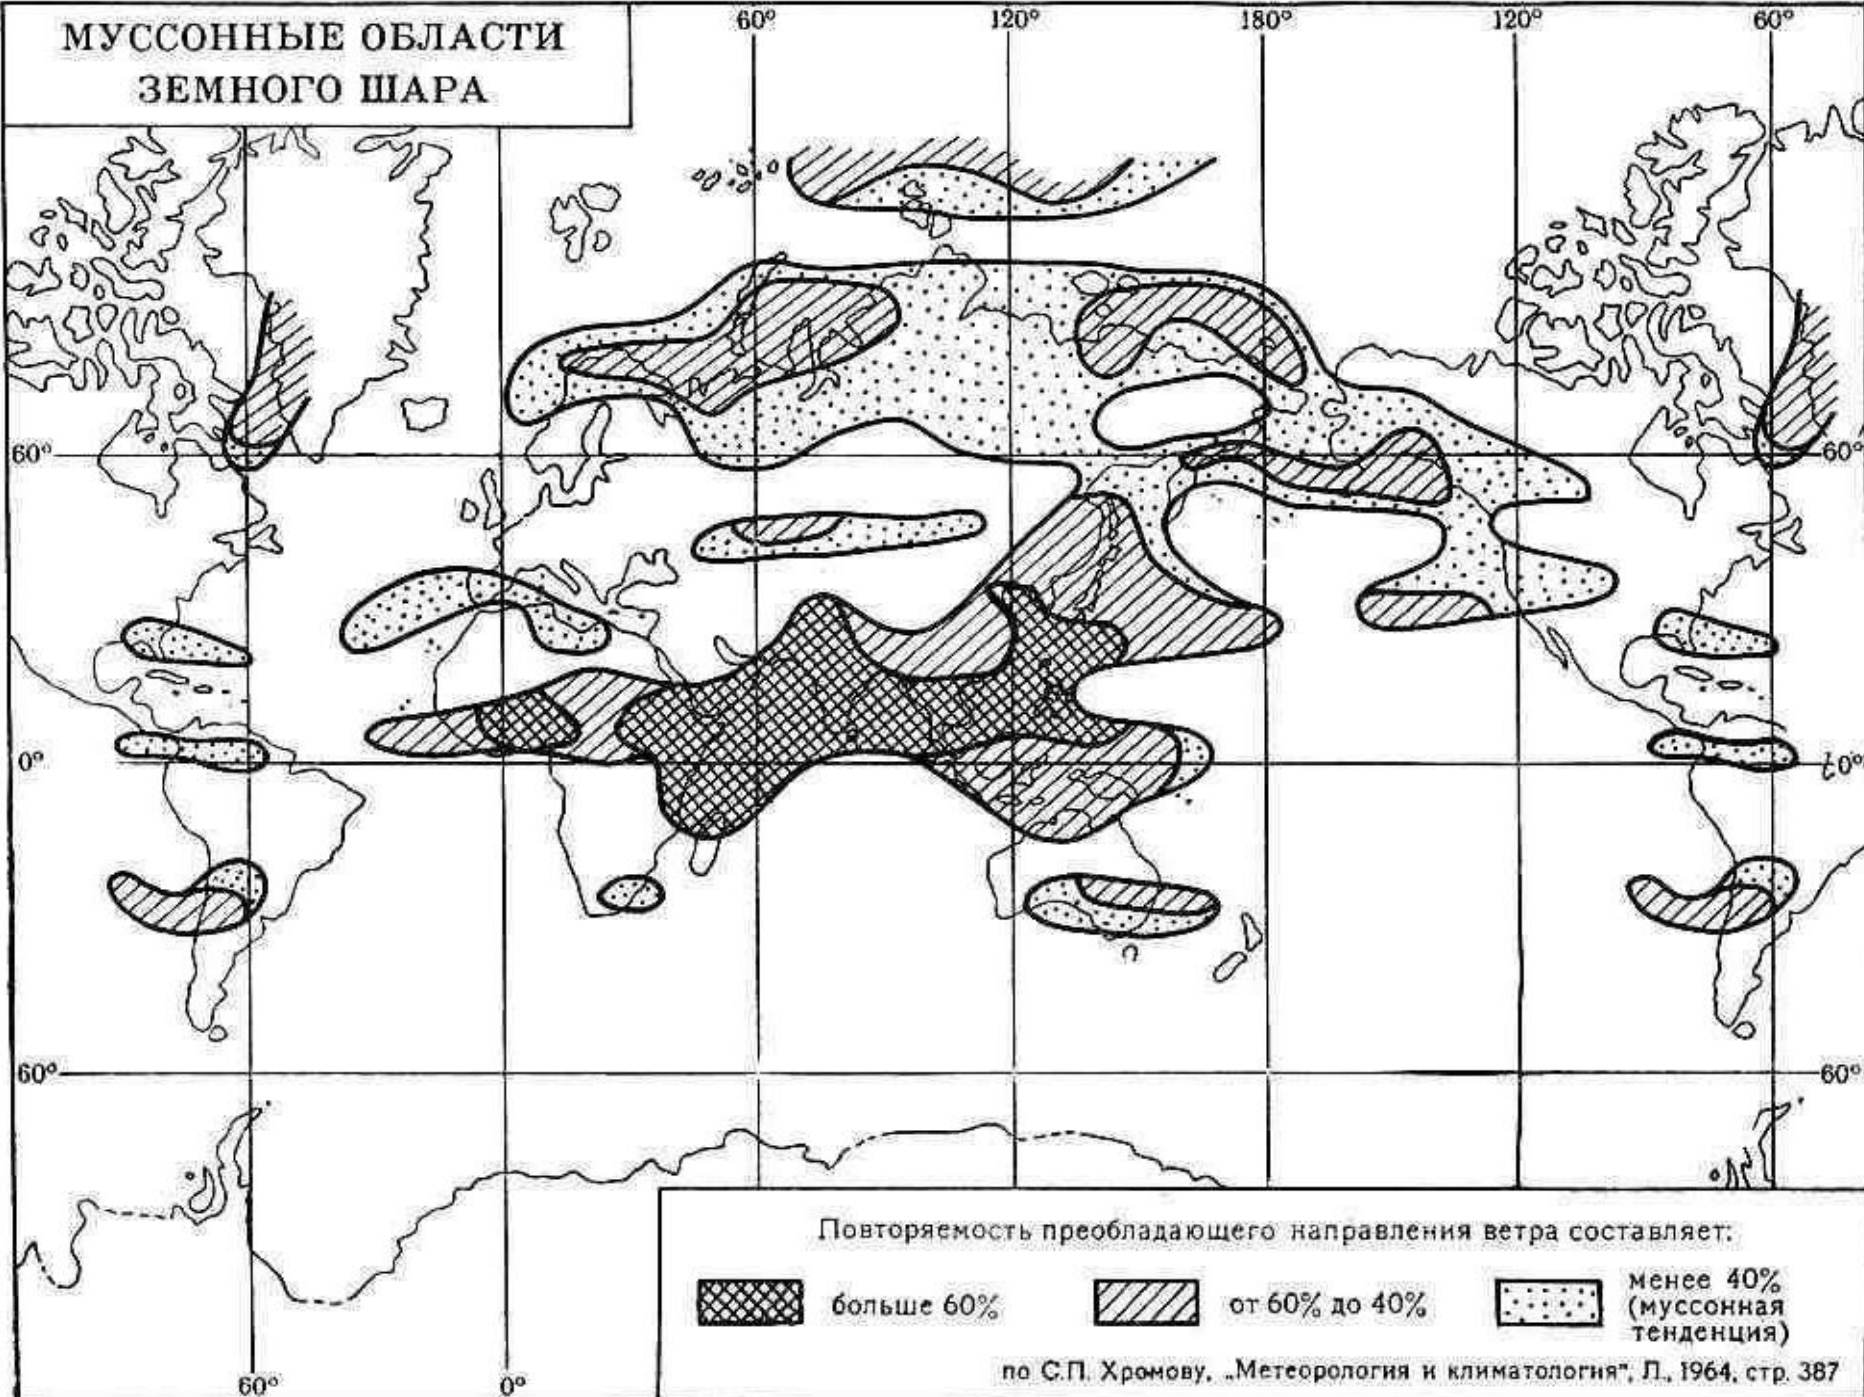 МУССОННЫЕ ОБЛАСТИ
ЗЕМНОГО ШАРА
60° 120° 180° 120° 60°
60° 60°
0° 0°
60° 60°
Повторяемость преобладающего направления ветра составляет:
больше 60%
от 60% до 40%
менее 40%
(муссонная
тенденция)
60° 0°
по С.П. Хромову, „Метеорология и климатология", Л., 1964, стр. 387